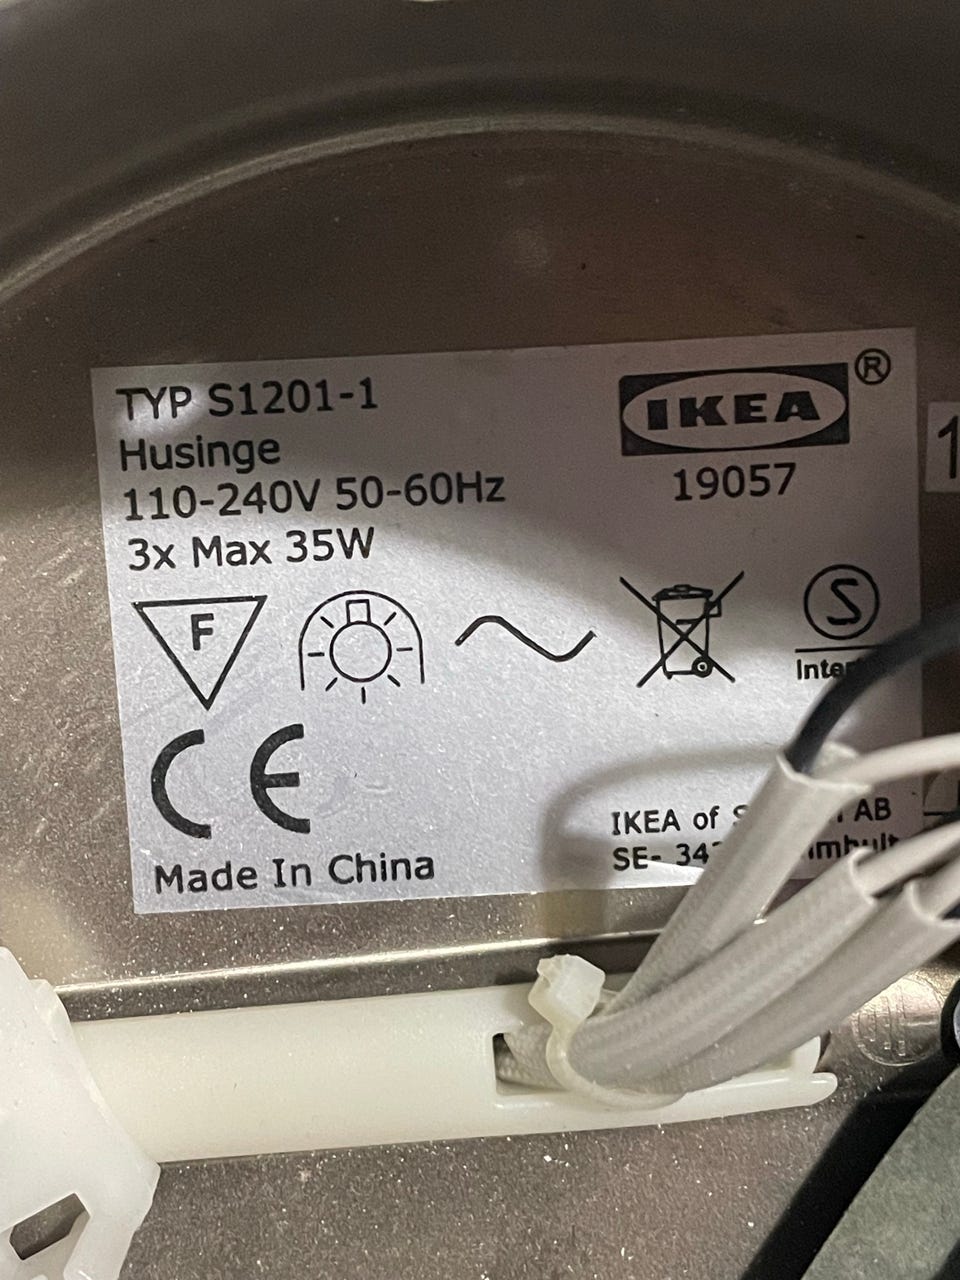 TYP S1201-1
Husinge
110-240V 50-60Hz
3x Max 35W
IKEA®
19057
F
S
CE
IKEA of AB
SE-
Made In China
1